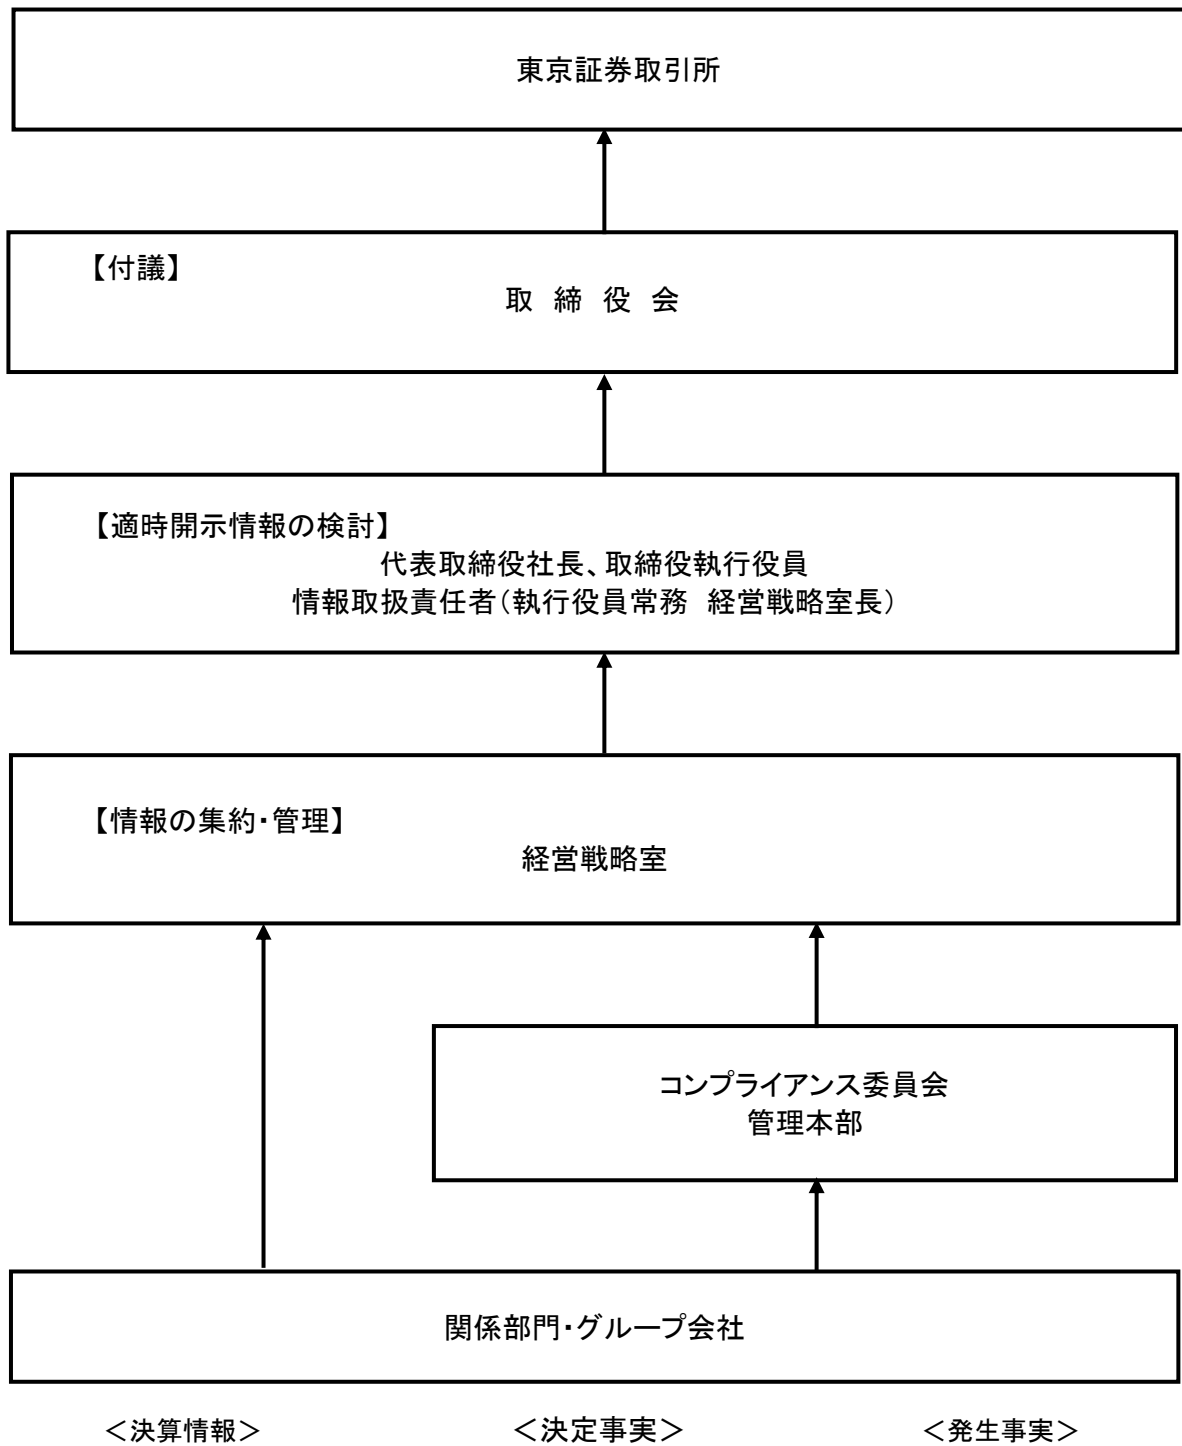 東京証券取引所
【付議】
取 締 役 会
【適時開示情報の検討】
代表取締役社長、取締役執行役員
情報取扱責任者(執行役員常務 経営戦略室長)
【情報の集約・管理】
経営戦略室
コンプライアンス委員会
管理本部
関係部門・グループ会社
＜決算情報＞ ＜決定事実＞ ＜発生事実＞